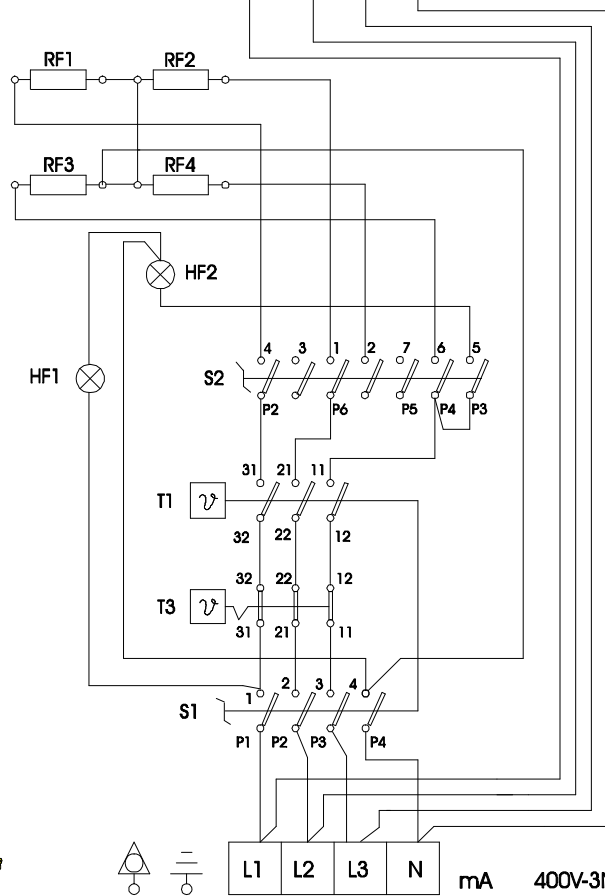 RF1 RF2
RF3 RF4
HF2
HF1
4 3 1 2 7 6 5
S2
P2 P6 P5 P4 P3
31 21 11
T1
32 22 12
32 22 12
T3
31 21 11
1 2 3 4
S1
P1 P2 P3 P4
L1 L2 L3 N
mA 400V-3